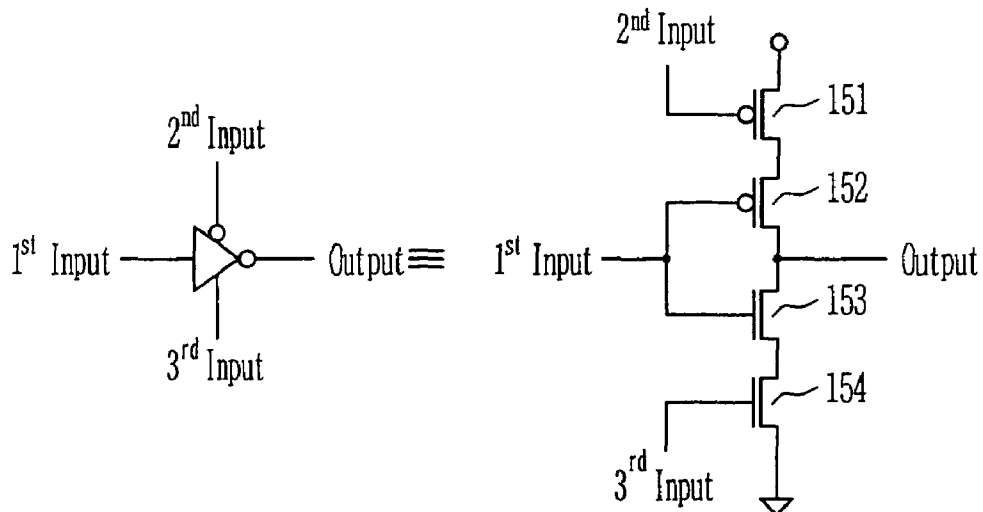 2nd Input
1st Input
Output
3rd Input
2nd Input
151
152
1st Input
Output
153
154
3rd Input